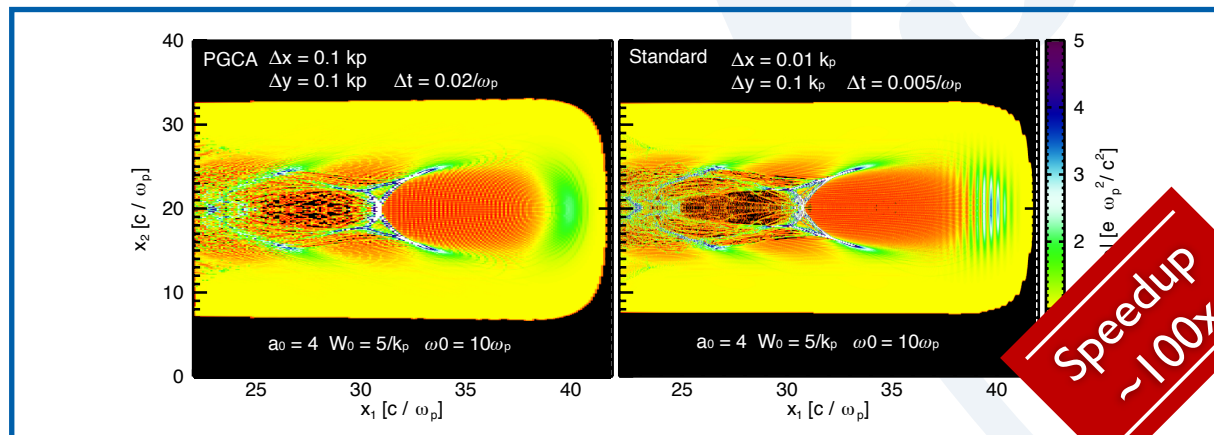 40
30
20
10
0
x₂ [c / ωₚ]
PGCA Δx = 0.1 kp
Δy = 0.1 kp Δt = 0.02/ωₚ
a₀ = 4 W₀ = 5/kₚ ω0 = 10ωₚ
25 30 35 40
x₁ [c / ωₚ]
Standard Δx = 0.01 kₚ
Δy = 0.1 kₚ Δt = 0.005/ωₚ
a₀ = 4 W₀ = 5/kₚ ω0 = 10ωₚ
25 30 35 40
x₁ [c / ωₚ]
5
4
3
2
| [e ωₚ²/ c²]
Speedup
~100x